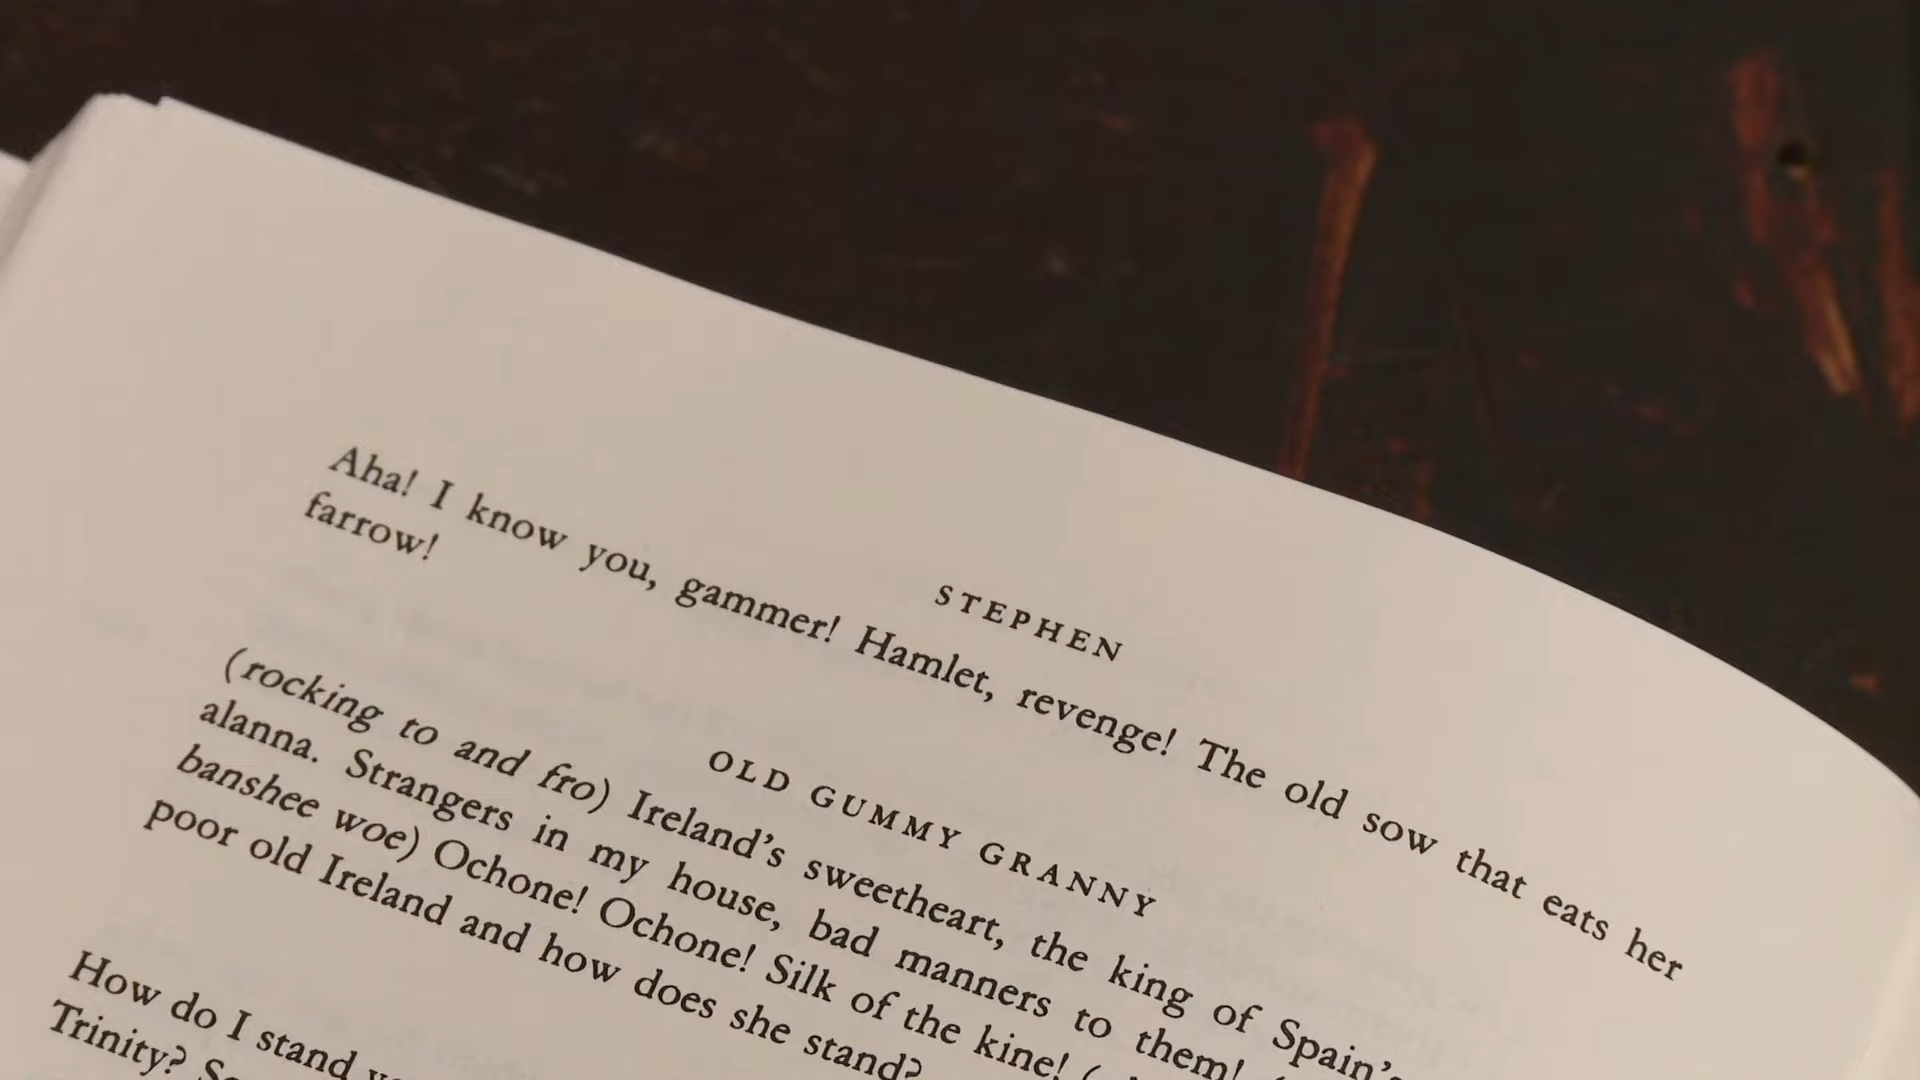 STEPHEN
Aha! I know you, gammer! Hamlet, revenge! The old sow that eats her
farrow!
OLD GUMMY GRANNY
(rocking to and fro) Ireland's sweetheart, the king of Spain's
alanna. Strangers in my house, bad manners to them! (
banshee woe) Ochone! Ochone! Silk of the kine! (
poor old Ireland and how does she stand?
How do I stand
Trinity?